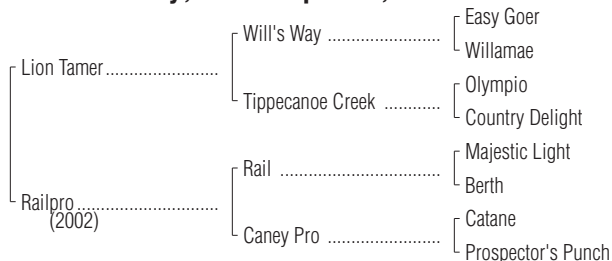 Easy Goer
Will's Way ....................
Willamae
Lion Tamer..................................
Olympio
Tippecanoe Creek ............
Country Delight
Majestic Light
Rail ................................
Berth
Railpro..........................................
(2002)
Catane
Caney Pro .......................
Prospector's Punch